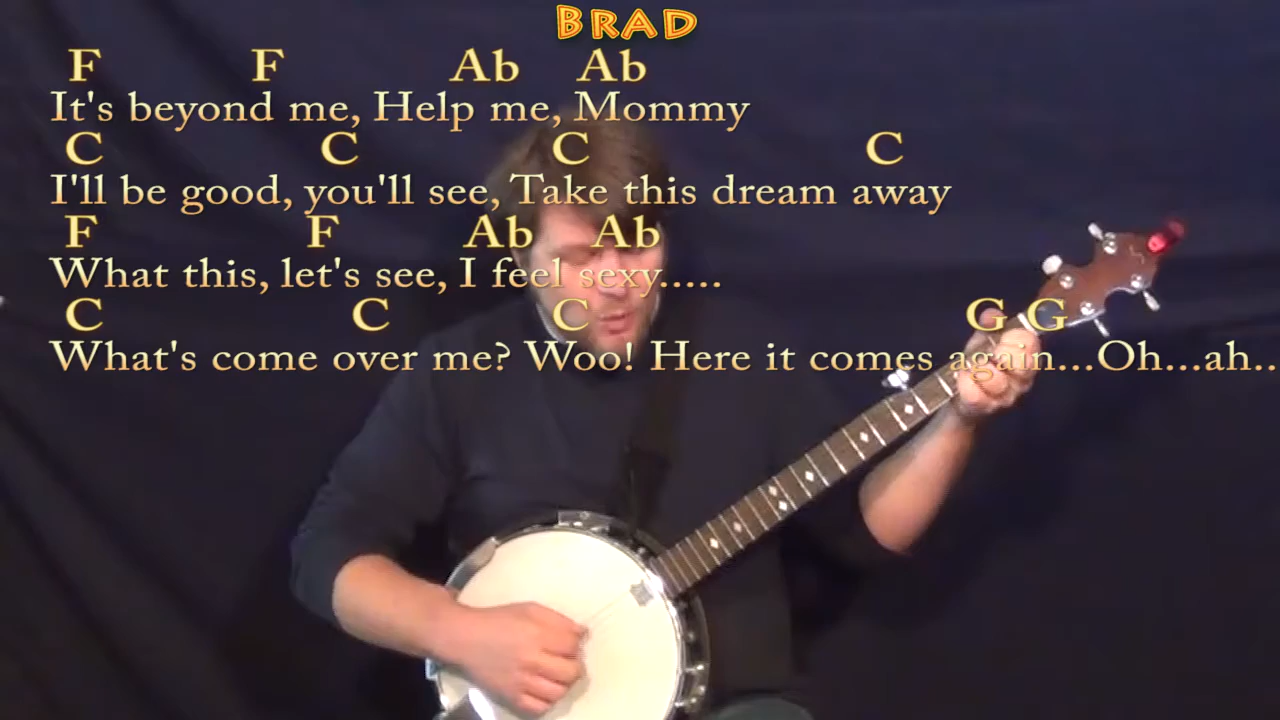 BRAD
F F Ab Ab
It's beyond me, Help me, Mommy
C C C C
I'll be good, you'll see, Take this dream away
F F Ab Ab
What this, let's see, I feel sexy.....
C C C G G
What's come over me? Woo! Here it comes again...Oh...ah..